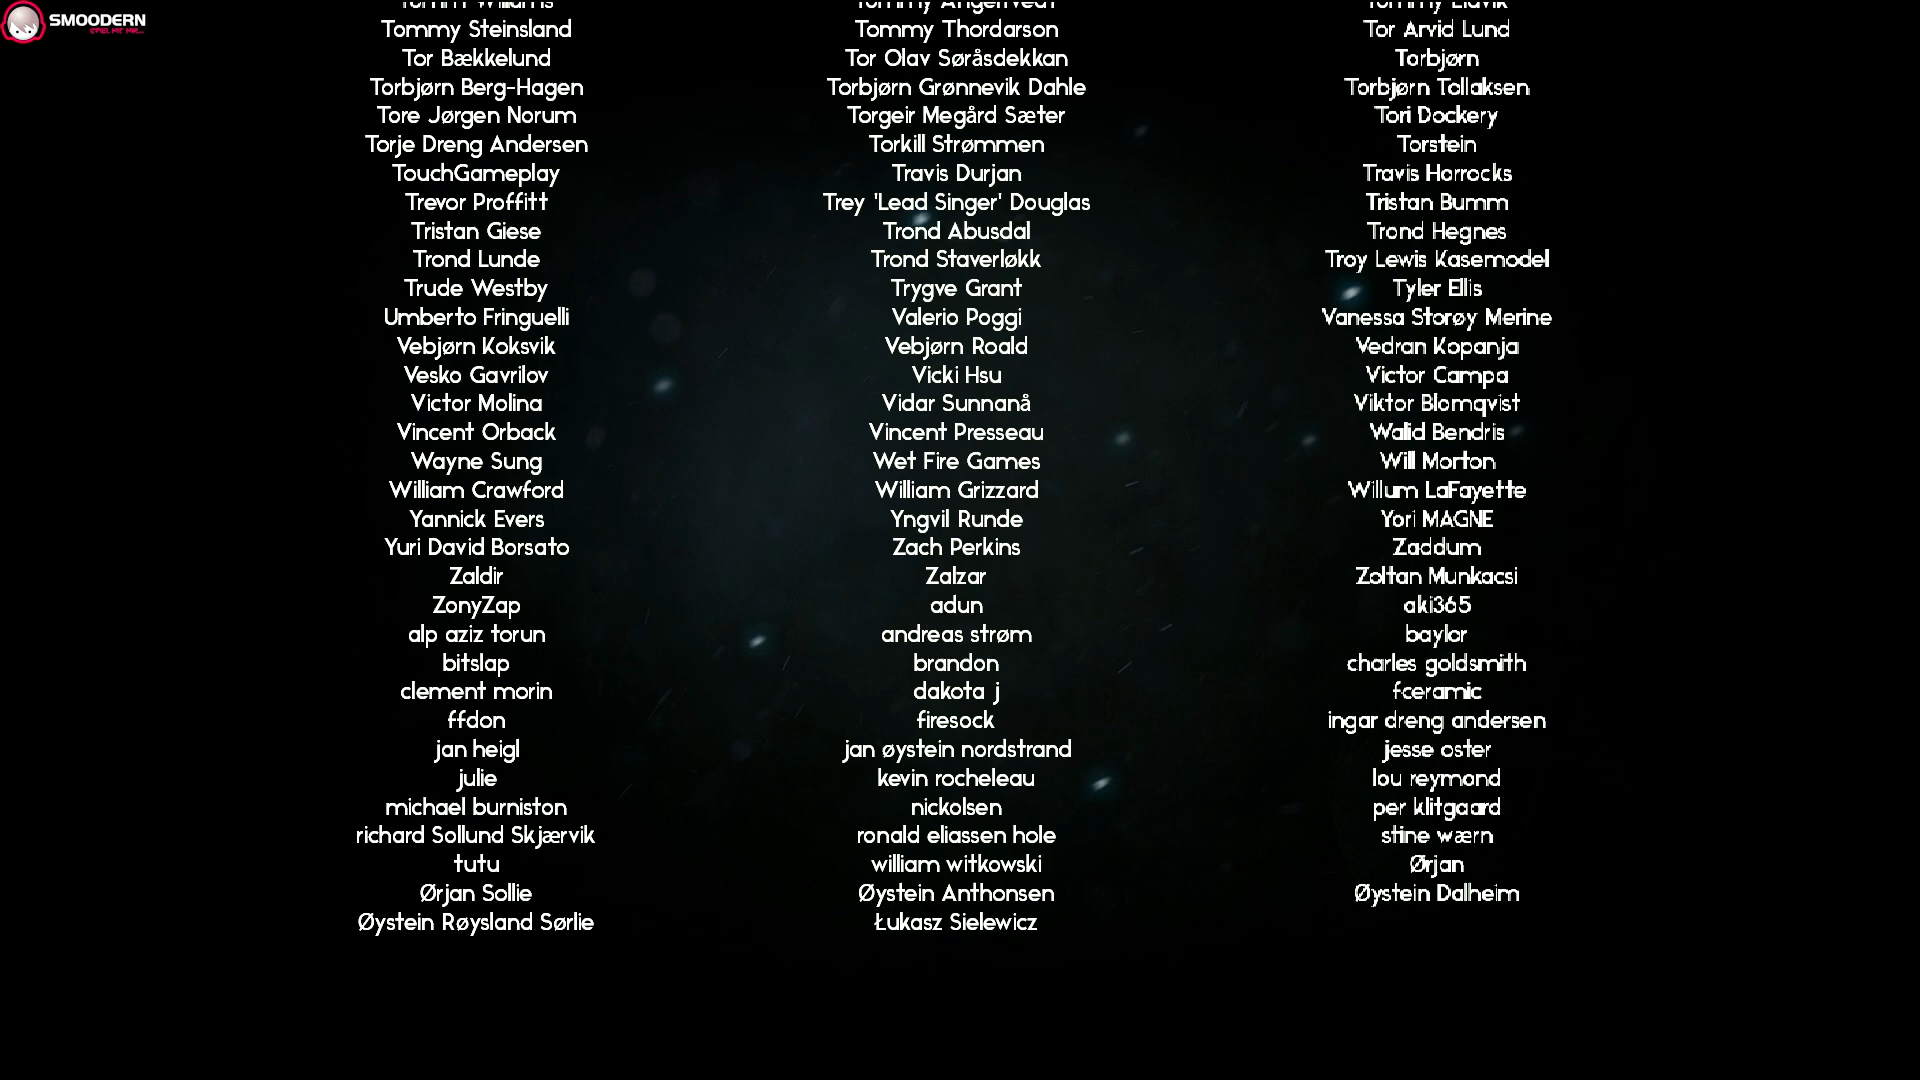 SMOODERN
SPIEL MIT MIR...
Tommy Steinsland Tommy Thordarson Tor Arvid Lund
Tor Bækkelund Tor Olav Søråsdekkan Torbjørn
Torbjørn Berg-Hagen Torbjørn Grønnevik Dahle Torbjørn Tollaksen
Tore Jørgen Norum Torgeir Megård Sæter Tori Dockery
Torje Dreng Andersen Torkill Strømmen Torstein
TouchGameplay Travis Durjan Travis Horrocks
Trevor Proffitt Trey 'Lead Singer' Douglas Tristan Bumm
Tristan Giese Trond Abusdal Trond Hegnes
Trond Lunde Trond Staverløkk Troy Lewis Kasemodel
Trude Westby Trygve Grant Tyler Ellis
Umberto Fringuelli Valerio Poggi Vanessa Storøy Merine
Vebjørn Koksvik Vebjørn Roald Vedran Kopanja
Vesko Gavrilov Vicki Hsu Victor Campa
Victor Molina Vidar Sunnanå Viktor Blomqvist
Vincent Orback Vincent Presseau Walid Bendris
Wayne Sung Wet Fire Games Will Morton
William Crawford William Grizzard Willum LaFayette
Yannick Evers Yngvil Runde Yori MAGNE
Yuri David Borsato Zach Perkins Zaddum
Zaldir Zalzar Zoltan Munkacsi
ZonyZap adun aki365
alp aziz torun andreas strøm baylor
bitslap brandon charles goldsmith
clement morin dakota j fceramic
ffdon firesock ingar dreng andersen
jan heigl jan øystein nordstrand jesse oster
julie kevin rocheleau lou reymond
michael burniston nickolsen per klitgaard
richard Sollund Skjærvik ronald eliassen hole stine wærn
tutu william witkowski Ørjan
Ørjan Sollie Øystein Anthonsen Øystein Dalheim
Øystein Røysland Sørlie Łukasz Sielewicz